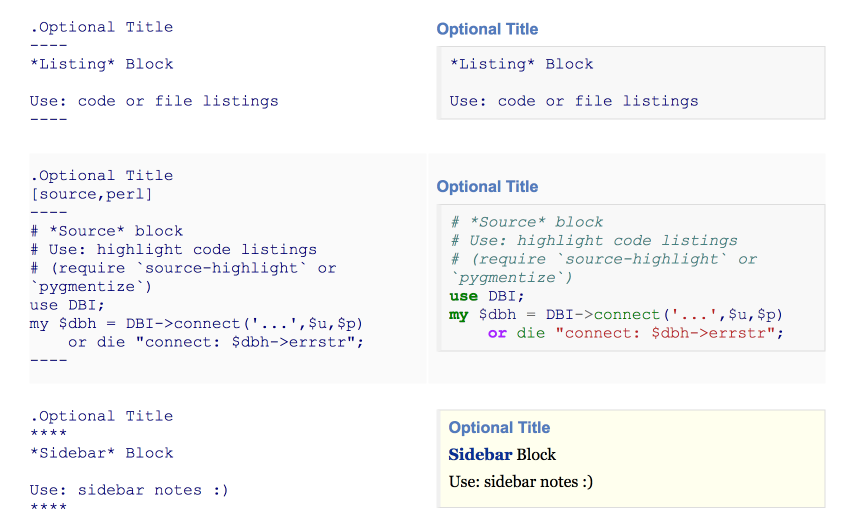 .Optional Title
----
*Listing* Block

Use: code or file listings
----
Optional Title
*Listing* Block

Use: code or file listings
.Optional Title
[source,perl]
----
# *Source* block
# Use: highlight code listings
# (require `source-highlight` or
`pygmentize`)
use DBI;
my $dbh = DBI->connect('...',$u,$p)
    or die "connect: $dbh->errstr";
----
Optional Title
# *Source* block
# Use: highlight code listings
# (require `source-highlight` or
`pygmentize`)
use DBI;
my $dbh = DBI->connect('...',$u,$p)
    or die "connect: $dbh->errstr";
.Optional Title
****
*Sidebar* Block

Use: sidebar notes :)
****
Optional Title
Sidebar Block
Use: sidebar notes :)